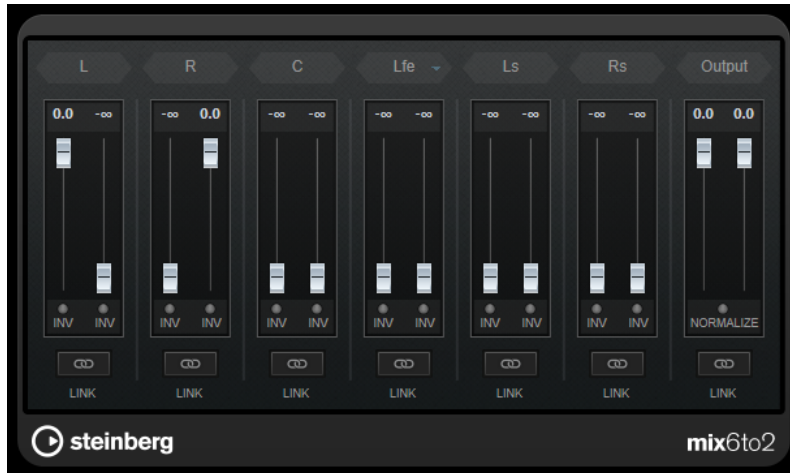 L R C Lfe Ls Rs Output
0.0 -∞ -∞ 0.0 -∞ -∞ -∞ -∞ -∞ -∞ -∞ -∞ 0.0 0.0
INV INV INV INV INV INV INV INV INV INV INV INV NORMALIZE
LINK LINK LINK LINK LINK LINK LINK
steinberg mix6to2